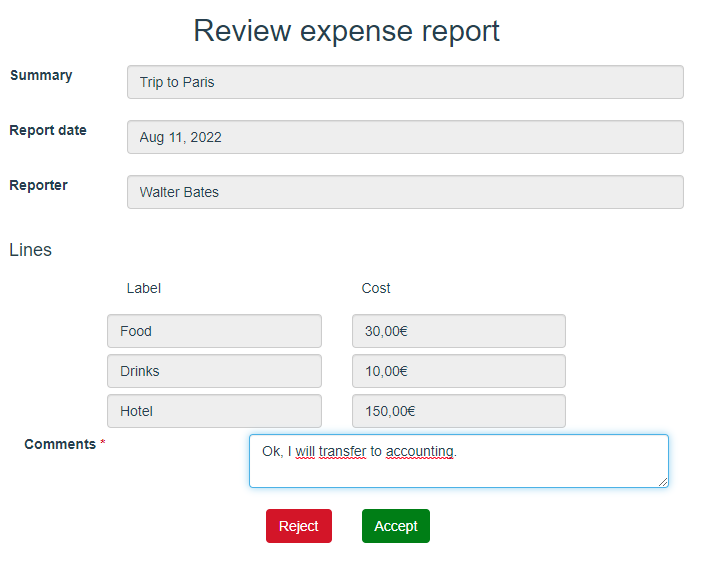 Review expense report
Summary
Trip to Paris
Report date
Aug 11, 2022
Reporter
Walter Bates
Lines
Label Cost
Food 30,00€
Drinks 10,00€
Hotel 150,00€
Comments * Ok, I will transfer to accounting.
Reject Accept